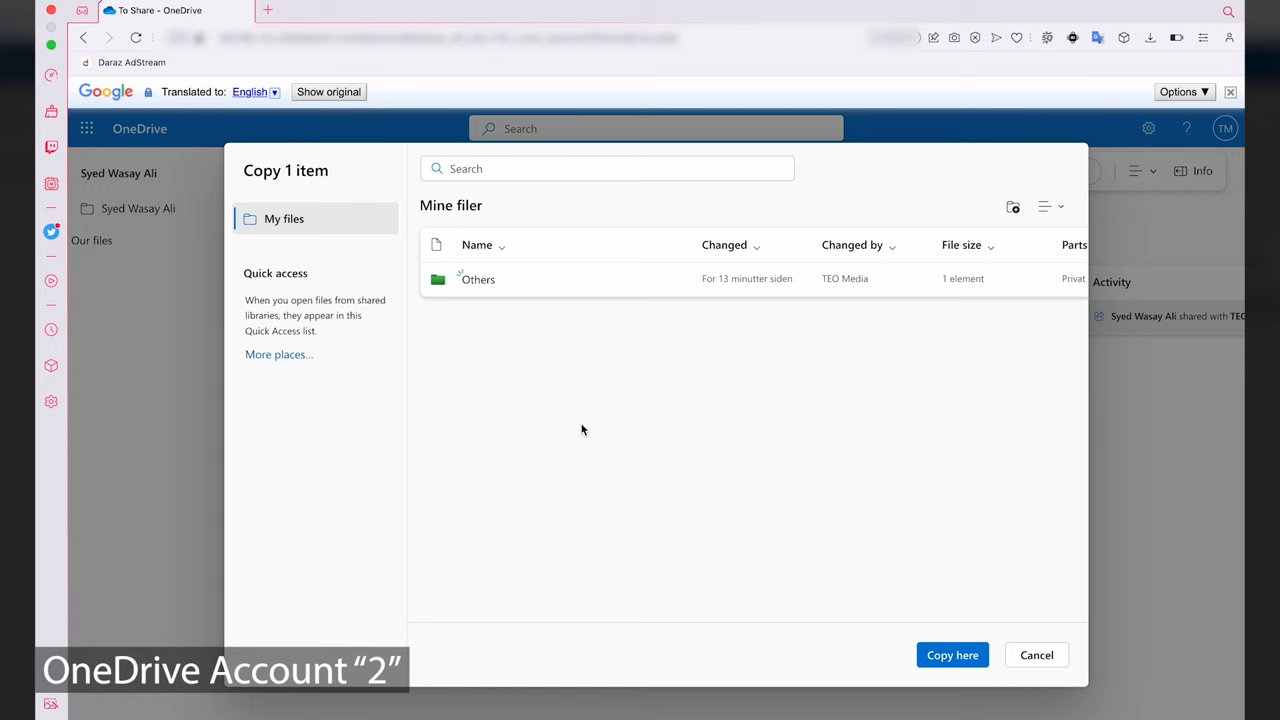 To Share - OneDrive
Daraz AdStream
Google Translated to: English Show original Options ▼
OneDrive Search TM
Syed Wasay Ali
Syed Wasay Ali
Our files
Info
Activity
Syed Wasay Ali shared with TEO
Copy 1 item
My files
Quick access
When you open files from shared
libraries, they appear in this
Quick Access list.
More places...
Search
Mine filer
Name Changed Changed by File size Parts
Others For 13 minutter siden TEO Media 1 element Privat
Copy here Cancel
OneDrive Account “2”